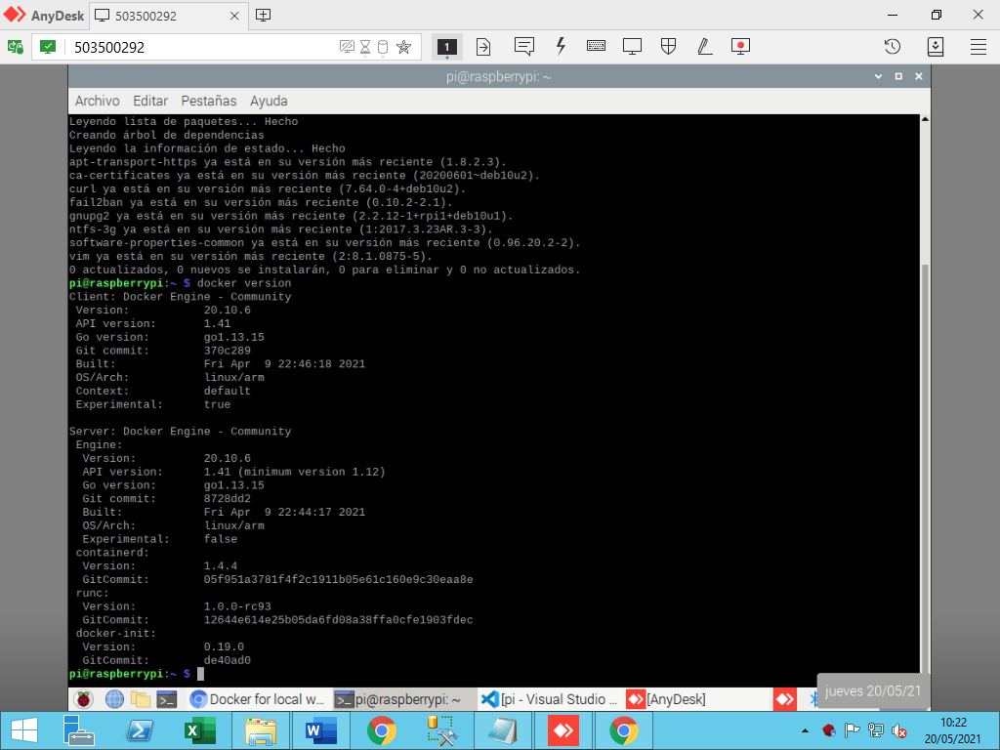 AnyDesk
503500292
503500292
1
pi@raspberrypi: ~
Archivo Editar Pestañas Ayuda
Leyendo lista de paquetes... Hecho
Creando árbol de dependencias
Leyendo la información de estado... Hecho
apt-transport-https ya está en su versión más reciente (1.8.2.3).
ca-certificates ya está en su versión más reciente (20200601~deb10u2).
curl ya está en su versión más reciente (7.64.0-4+deb10u2).
fail2ban ya está en su versión más reciente (0.10.2-2.1).
gnupg2 ya está en su versión más reciente (2.2.12-1+rpi1+deb10u1).
ntfs-3g ya está en su versión más reciente (1:2017.3.23AR.3-3).
software-properties-common ya está en su versión más reciente (0.96.20.2-2).
vim ya está en su versión más reciente (2:8.1.0875-5).
0 actualizados, 0 nuevos se instalarán, 0 para eliminar y 0 no actualizados.
pi@raspberrypi:~ $ docker version
Client: Docker Engine - Community
Version: 20.10.6
API version: 1.41
Go version: go1.13.15
Git commit: 370c289
Built: Fri Apr  9 22:46:18 2021
OS/Arch: linux/arm
Context: default
Experimental: true
Server: Docker Engine - Community
Engine:
Version: 20.10.6
API version: 1.41 (minimum version 1.12)
Go version: go1.13.15
Git commit: 8728dd2
Built: Fri Apr  9 22:44:17 2021
OS/Arch: linux/arm
Experimental: false
containerd:
Version: 1.4.4
GitCommit: 05f951a3781f4f2c1911b05e61c160e9c30eaa8e
runc:
Version: 1.0.0-rc93
GitCommit: 12644e614e25b05da6fd08a38ffa0cfe1903fdec
docker-init:
Version: 0.19.0
GitCommit: de40ad0
pi@raspberrypi:~ $
jueves 20/05/21
Docker for local w... pi@raspberrypi: ~ [pi - Visual Studio ... [AnyDesk]
10:22
20/05/2021